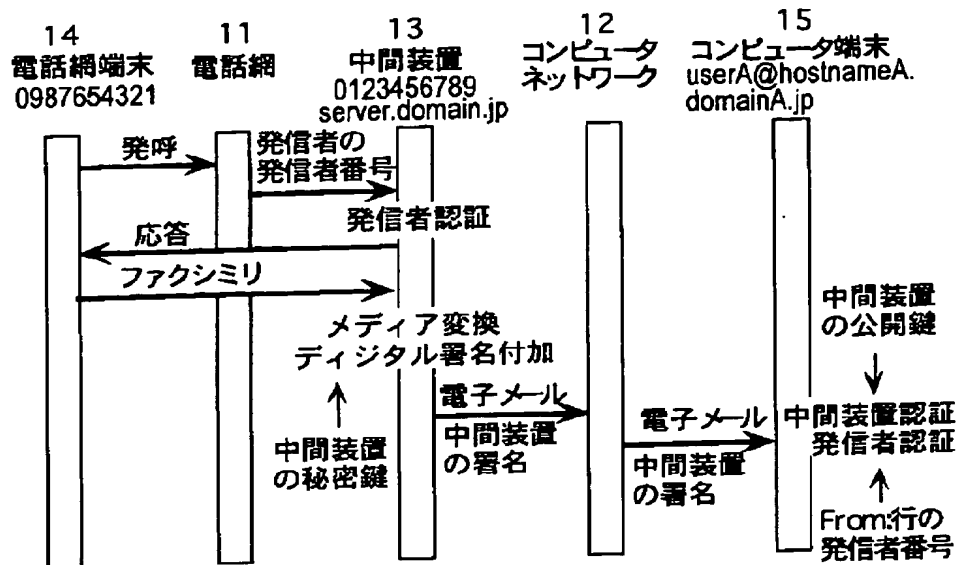 14
電話網端末
0987654321
11
電話網
13
中間装置
0123456789
server.domain.jp
12
コンピュータ
ネットワーク
15
コンピュータ端末
userA@hostnameA.
domainA.jp
発呼
発信者の
発信者番号
発信者認証
応答
ファクシミリ
メディア変換
ディジタル署名付加
中間装置
の秘密鍵
電子メール
中間装置
の署名
電子メール
中間装置
の署名
中間装置
の公開鍵
中間装置認証
発信者認証
From:行の
発信者番号